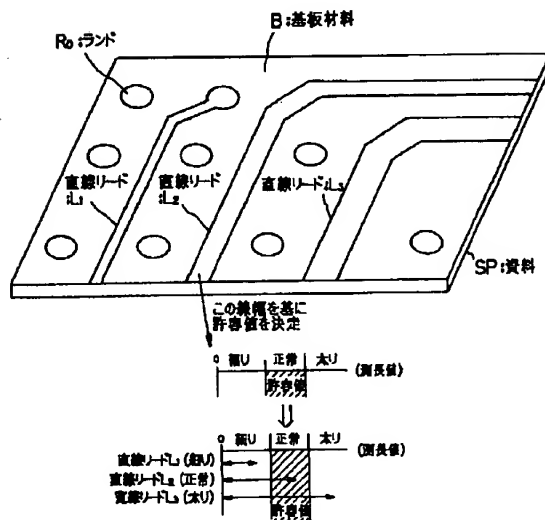 B:基板材料
R₀:ランド
直線リード
:L₁
直線リード
:L₂
直線リード:L₃
SP:資料
この線幅を基に
許容値を決定
0 細り 正常 太り (測長値)
許容値
0 細り 正常 太り (測長値)
直線リードL₁(細り)
直線リードL₂(正常)
直線リードL₃(太り)
許容値